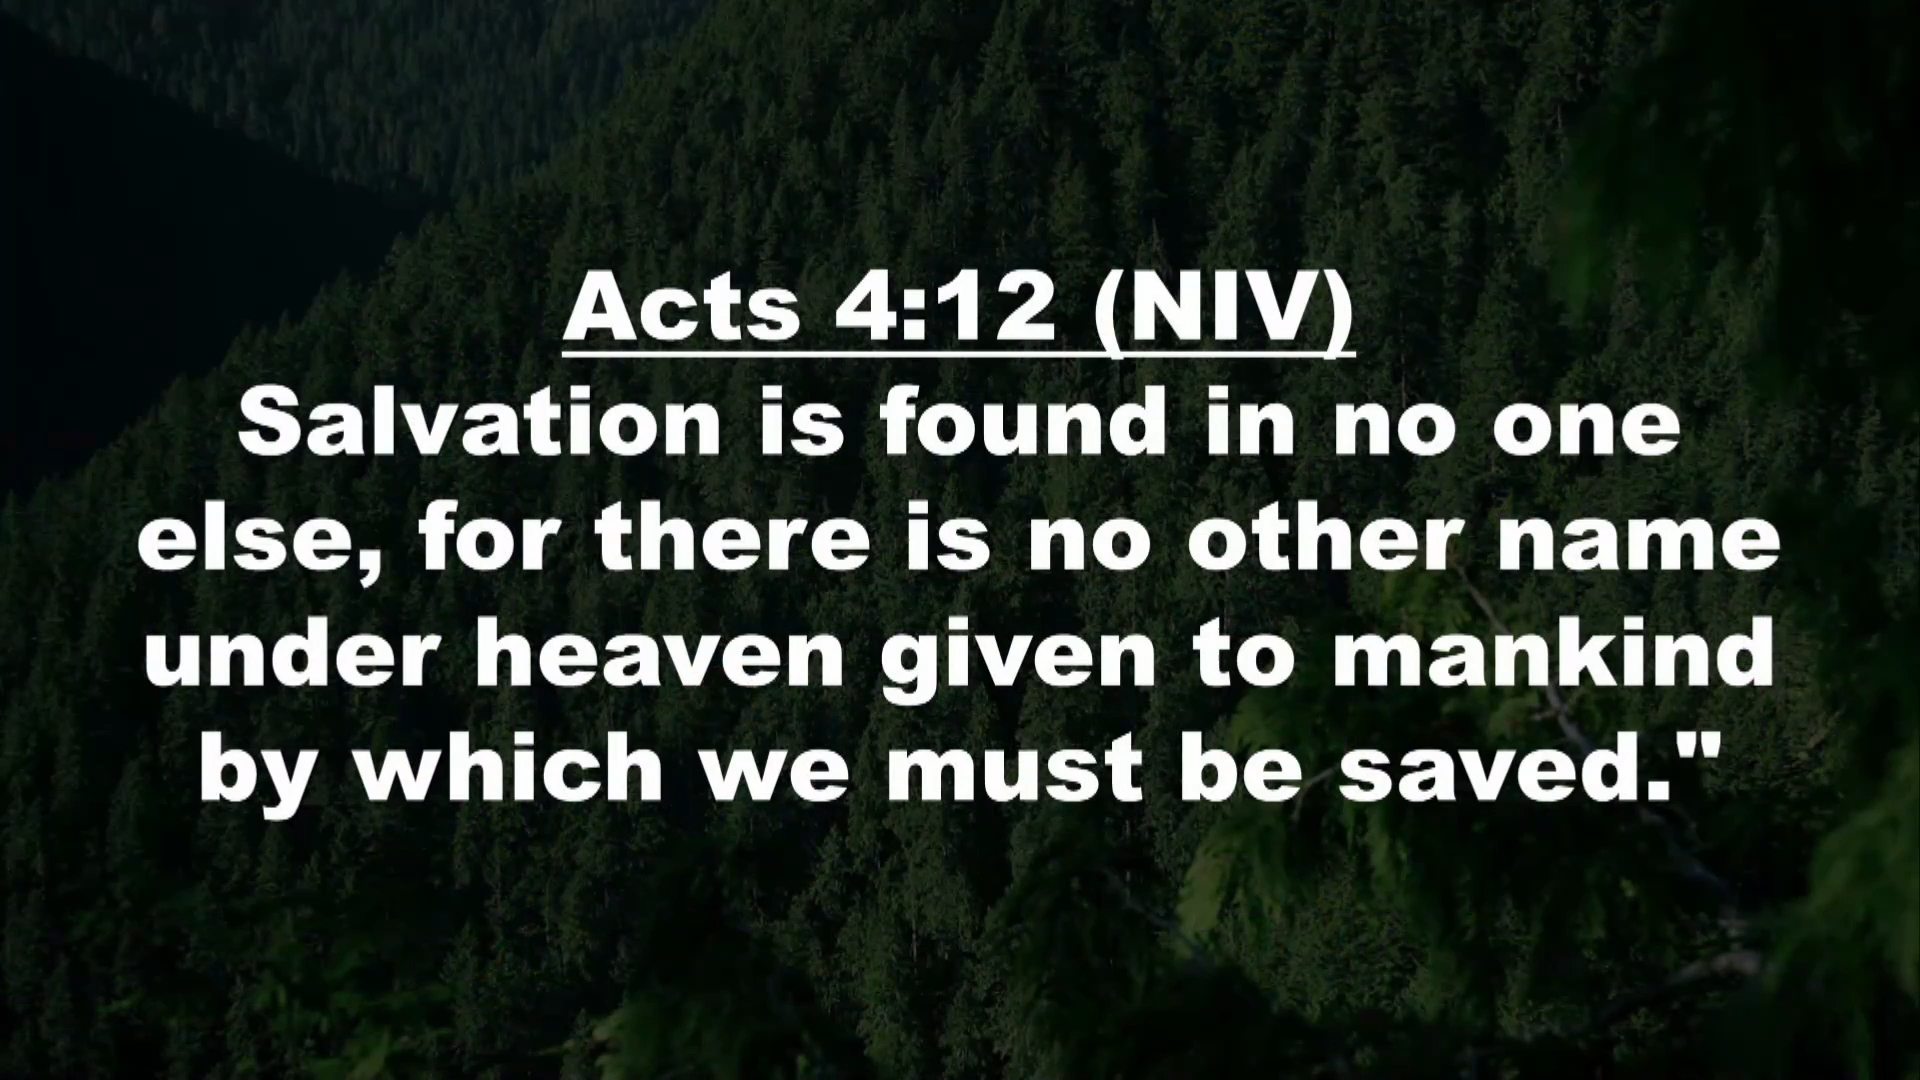 Acts 4:12 (NIV)
Salvation is found in no one
else, for there is no other name
under heaven given to mankind
by which we must be saved."